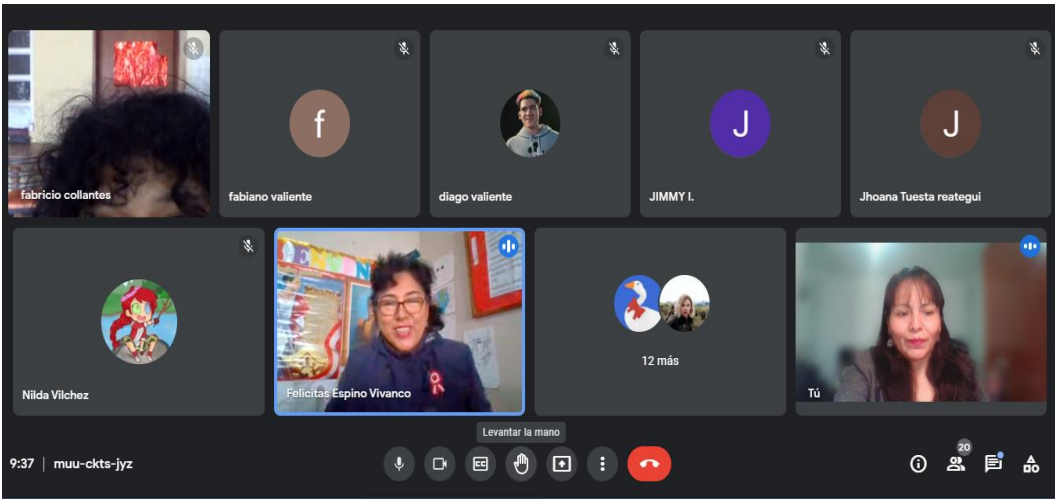 fabricio collantes
f
fabiano valiente
diago valiente
J
JIMMY I.
J
Jhoana Tuesta reategui
Nilda Vilchez
Felicitas Espino Vivanco
12 más
Tú
Levantar la mano
9:37 | muu-ckts-jyz
CC
20